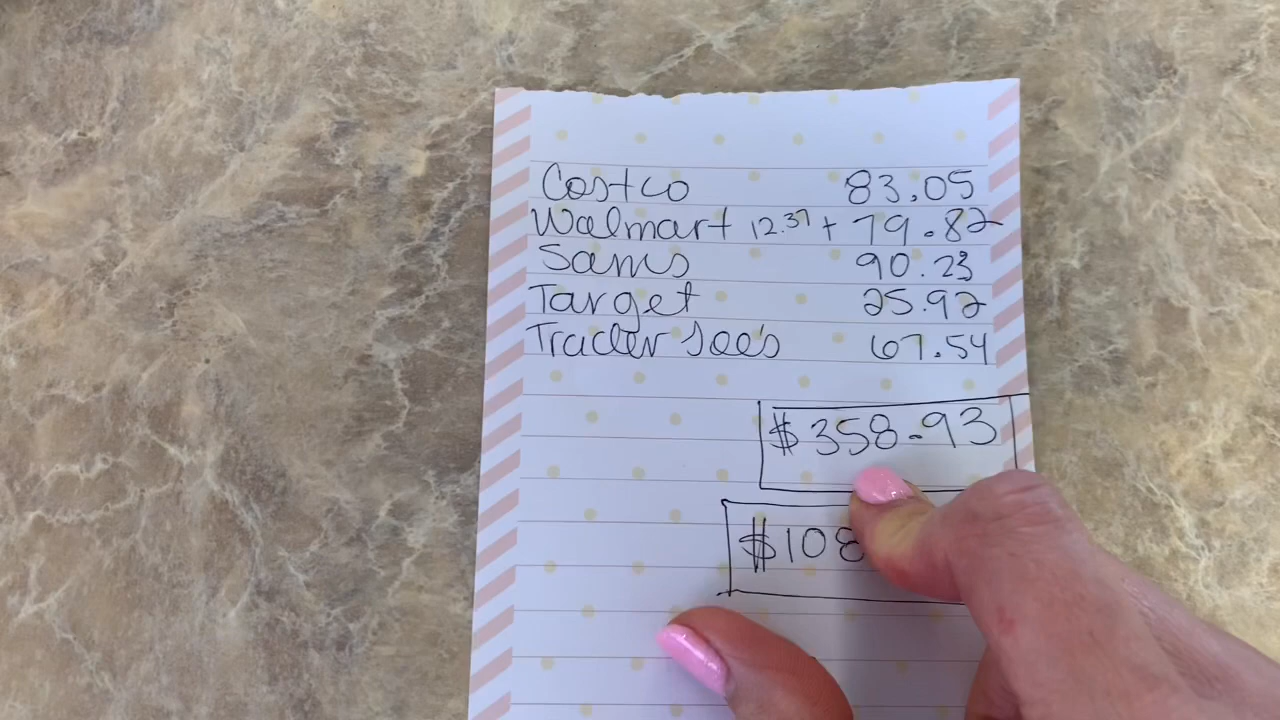 Costco 83.05
Walmart 12.37 + 79.82
Sams 90.23
Target 25.92
Trader Joe's 67.54
$358.93
$108